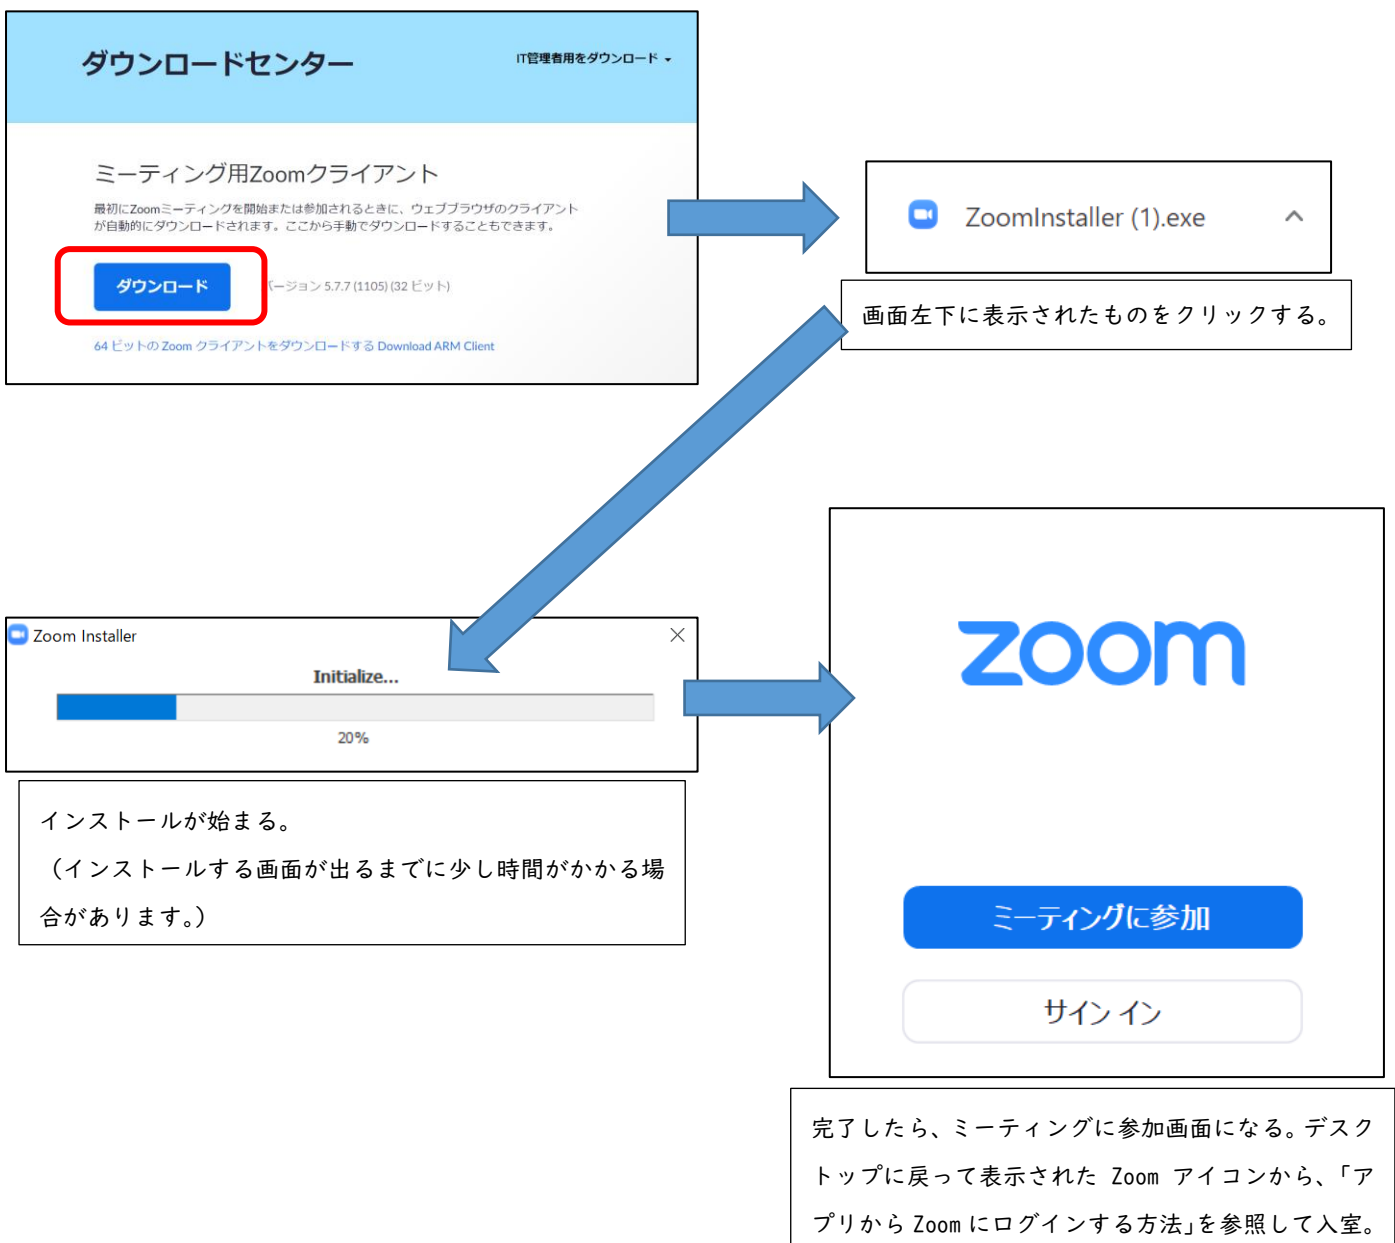 ダウンロードセンター
IT管理者用をダウンロード
ミーティング用Zoomクライアント
最初にZoomミーティングを開始または参加されるときに、ウェブブラウザのクライアント
が自動的にダウンロードされます。ここから手動でダウンロードすることもできます。
ダウンロード
バージョン 5.7.7 (1105) (32 ビット)
64 ビットの Zoom クライアントをダウンロードする Download ARM Client
ZoomInstaller (1).exe
画面左下に表示されたものをクリックする。
Zoom Installer
Initialize...
20%
インストールが始まる。
（インストールする画面が出るまでに少し時間がかかる場
合があります。）
zoom
ミーティングに参加
サイン イン
完了したら、ミーティングに参加画面になる。デスク
トップに戻って表示された Zoom アイコンから、「ア
プリから Zoom にログインする方法」を参照して入室。